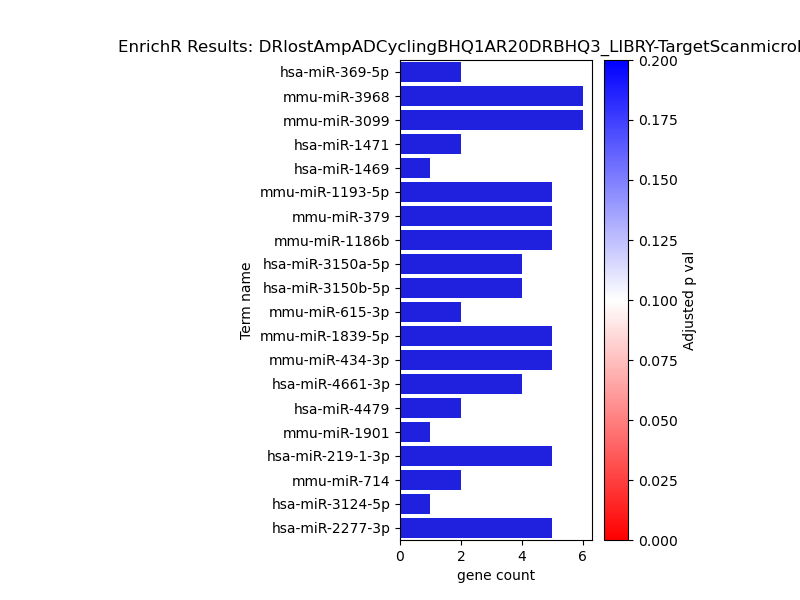 EnrichR Results: DRlostAmpADCyclingBHQ1AR20DRBHQ3_LIBRY-TargetScanmicro
hsa-miR-369-5p
mmu-miR-3968
mmu-miR-3099
hsa-miR-1471
hsa-miR-1469
mmu-miR-1193-5p
mmu-miR-379
mmu-miR-1186b
hsa-miR-3150a-5p
hsa-miR-3150b-5p
mmu-miR-615-3p
mmu-miR-1839-5p
mmu-miR-434-3p
hsa-miR-4661-3p
hsa-miR-4479
mmu-miR-1901
hsa-miR-219-1-3p
mmu-miR-714
hsa-miR-3124-5p
hsa-miR-2277-3p
Term name
0 2 4 6
gene count
0.200
0.175
0.150
0.125
0.100
0.075
0.050
0.025
0.000
Adjusted p val